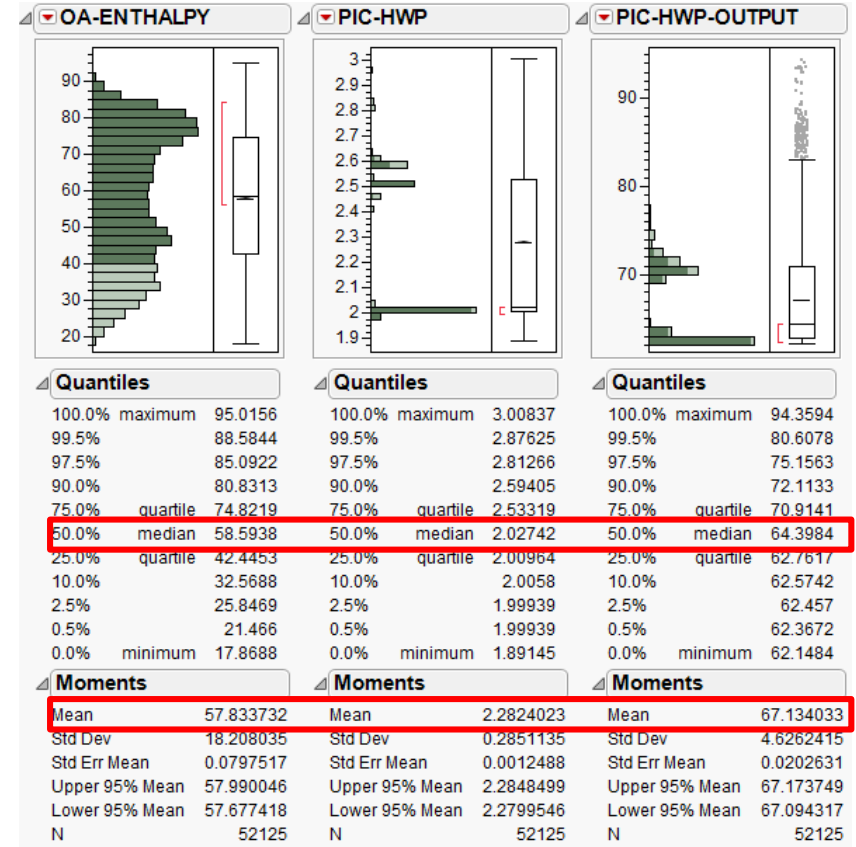 OA-ENTHALPY PIC-HWP PIC-HWP-OUTPUT
90
80
70
60
50
40
30
20
3
2.9
2.8
2.7
2.6
2.5
2.4
2.3
2.2
2.1
2
1.9
90
80
70
Quantiles Quantiles Quantiles
100.0% maximum 95.0156 100.0% maximum 3.00837 100.0% maximum 94.3594
99.5% 88.5844 99.5% 2.87625 99.5% 80.6078
97.5% 85.0922 97.5% 2.81266 97.5% 75.1563
90.0% 80.8313 90.0% 2.59405 90.0% 72.1133
75.0% quartile 74.8219 75.0% quartile 2.53319 75.0% quartile 70.9141
50.0% median 58.5938 50.0% median 2.02742 50.0% median 64.3984
25.0% quartile 42.4453 25.0% quartile 2.00964 25.0% quartile 62.7617
10.0% 32.5688 10.0% 2.0058 10.0% 62.5742
2.5% 25.8469 2.5% 1.99939 2.5% 62.457
0.5% 21.466 0.5% 1.99939 0.5% 62.3672
0.0% minimum 17.8688 0.0% minimum 1.89145 0.0% minimum 62.1484
Moments Moments Moments
Mean 57.833732 Mean 2.2824023 Mean 67.134033
Std Dev 18.208035 Std Dev 0.2851135 Std Dev 4.6262415
Std Err Mean 0.0797517 Std Err Mean 0.0012488 Std Err Mean 0.0202631
Upper 95% Mean 57.990046 Upper 95% Mean 2.2848499 Upper 95% Mean 67.173749
Lower 95% Mean 57.677418 Lower 95% Mean 2.2799546 Lower 95% Mean 67.094317
N 52125 N 52125 N 52125